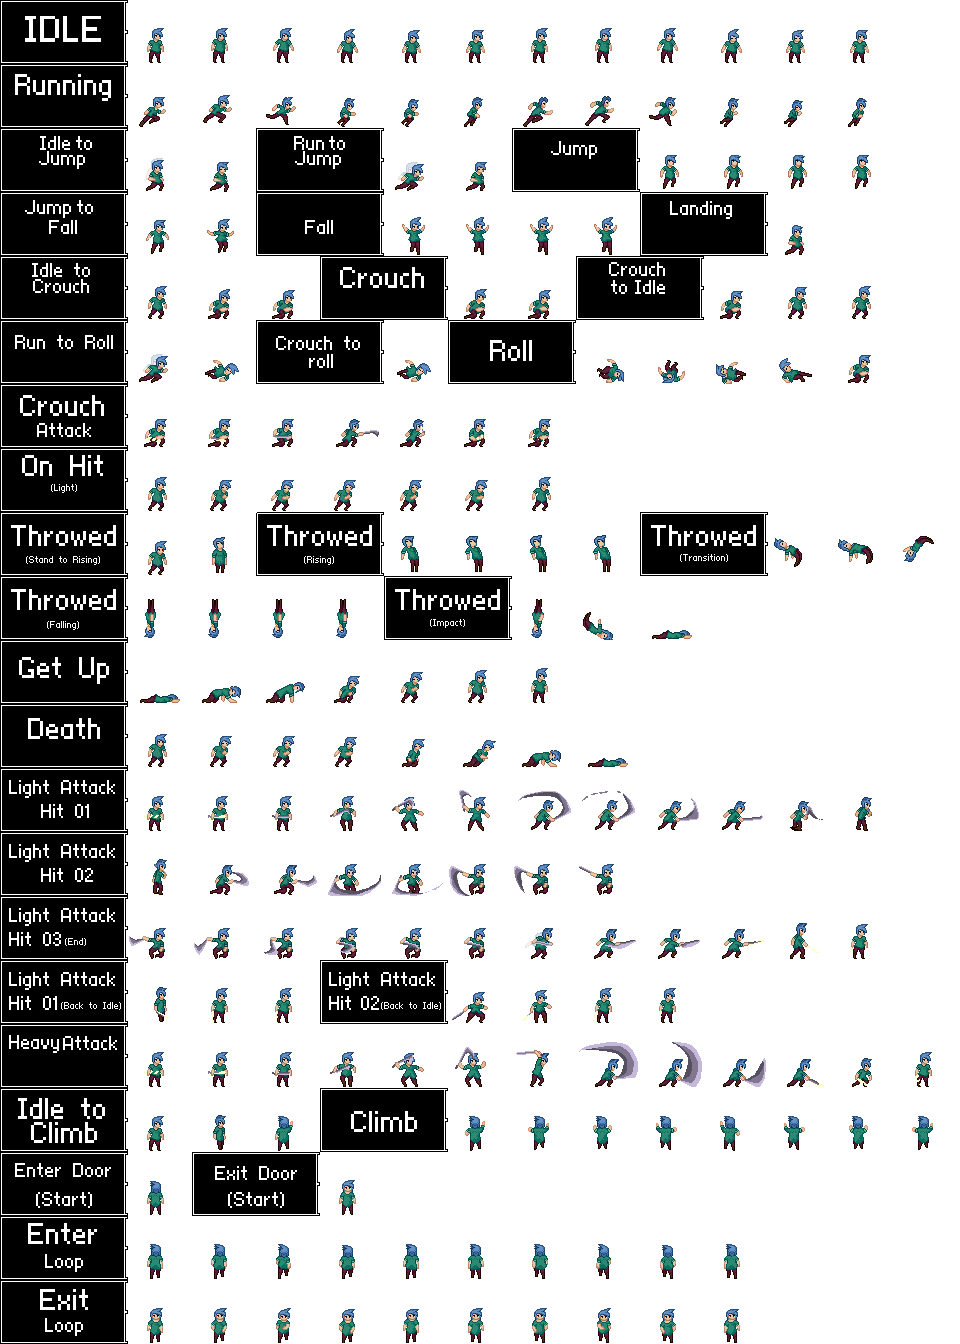 IDLE
Running
Idle to
Jump
Run to
Jump
Jump
Jump to
Fall
Fall
Landing
Idle to
Crouch
Crouch
Crouch
to Idle
Run to Roll
Crouch to
roll
Roll
Crouch
Attack
On Hit
(Light)
Throwed
(Stand to Rising)
Throwed
(Rising)
Throwed
(Transition)
Throwed
(Falling)
Throwed
(Impact)
Get Up
Death
Light Attack
Hit 01
Light Attack
Hit 02
Light Attack
Hit 03 (End)
Light Attack
Hit 01 (Back to Idle)
Light Attack
Hit 02 (Back to Idle)
Heavy Attack
Idle to
Climb
Climb
Enter Door
(Start)
Exit Door
(Start)
Enter
Loop
Exit
Loop